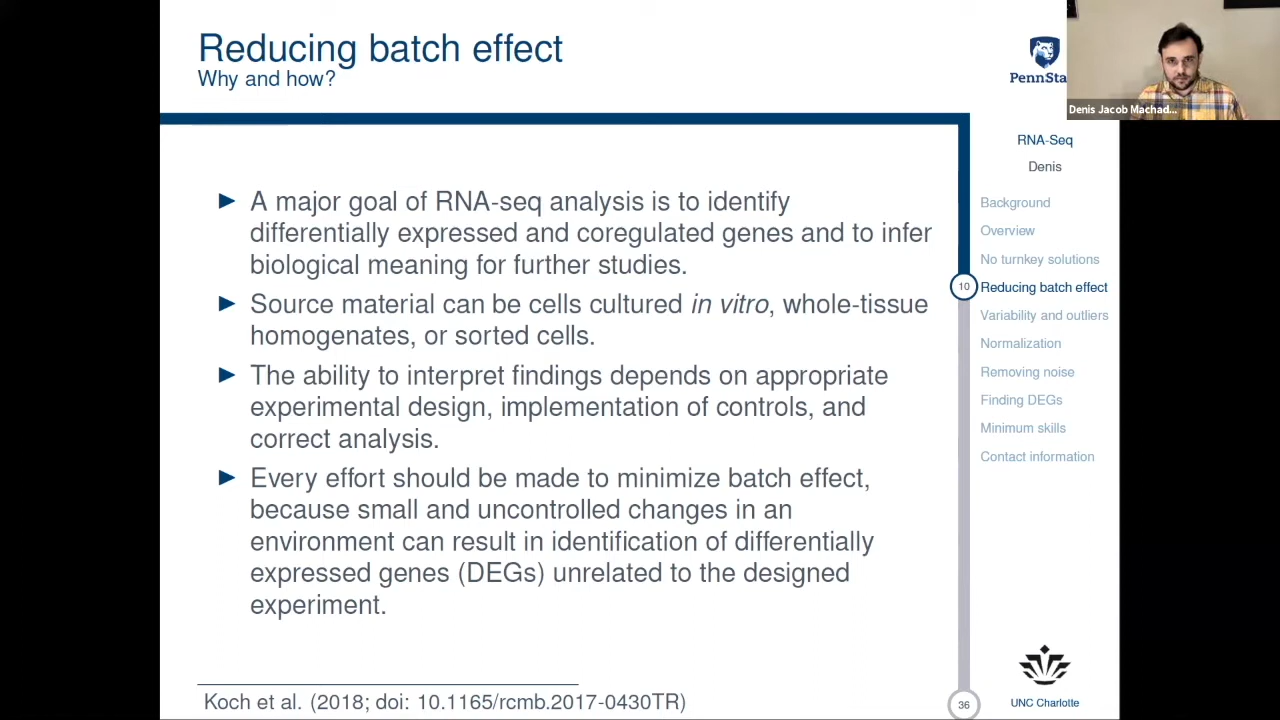 Reducing batch effect
Why and how?
► A major goal of RNA-seq analysis is to identify
differentially expressed and coregulated genes and to infer
biological meaning for further studies.
► Source material can be cells cultured in vitro, whole-tissue
homogenates, or sorted cells.
► The ability to interpret findings depends on appropriate
experimental design, implementation of controls, and
correct analysis.
► Every effort should be made to minimize batch effect,
because small and uncontrolled changes in an
environment can result in identification of differentially
expressed genes (DEGs) unrelated to the designed
experiment.
Koch et al. (2018; doi: 10.1165/rcmb.2017-0430TR)
PennSta
Denis Jacob Machad...
RNA-Seq
Denis
Background
Overview
No turnkey solutions
10
Reducing batch effect
Variability and outliers
Normalization
Removing noise
Finding DEGs
Minimum skills
Contact information
36
UNC Charlotte